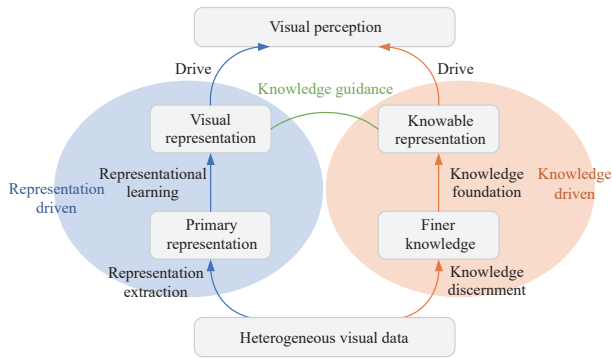 Visual perception
Drive
Drive
Knowledge guidance
Visual
representation
Knowable
representation
Representational
learning
Knowledge
foundation
Representation
driven
Knowledge
driven
Primary
representation
Finer
knowledge
Representation
extraction
Knowledge
discernment
Heterogeneous visual data